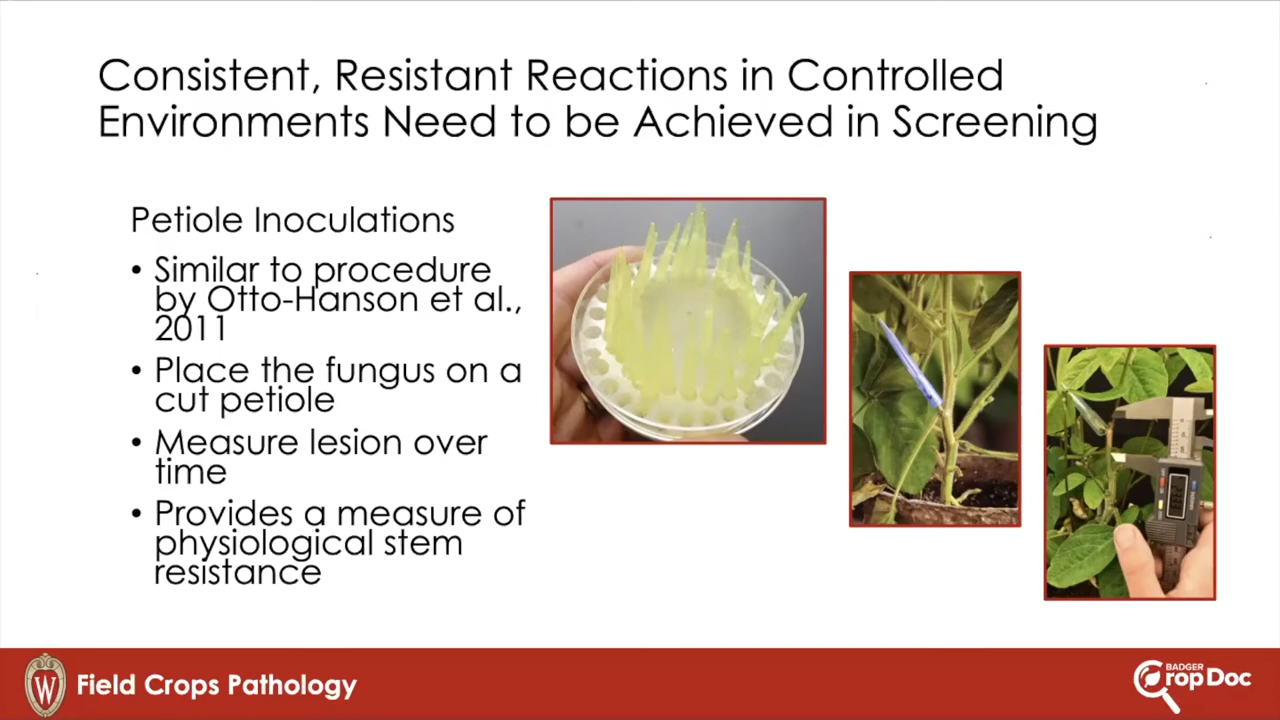 Consistent, Resistant Reactions in Controlled
Environments Need to be Achieved in Screening
Petiole Inoculations
• Similar to procedure
by Otto-Hanson et al.,
2011
• Place the fungus on a
cut petiole
• Measure lesion over
time
• Provides a measure of
physiological stem
resistance
W
Field Crops Pathology
BADGER
Crop Doc